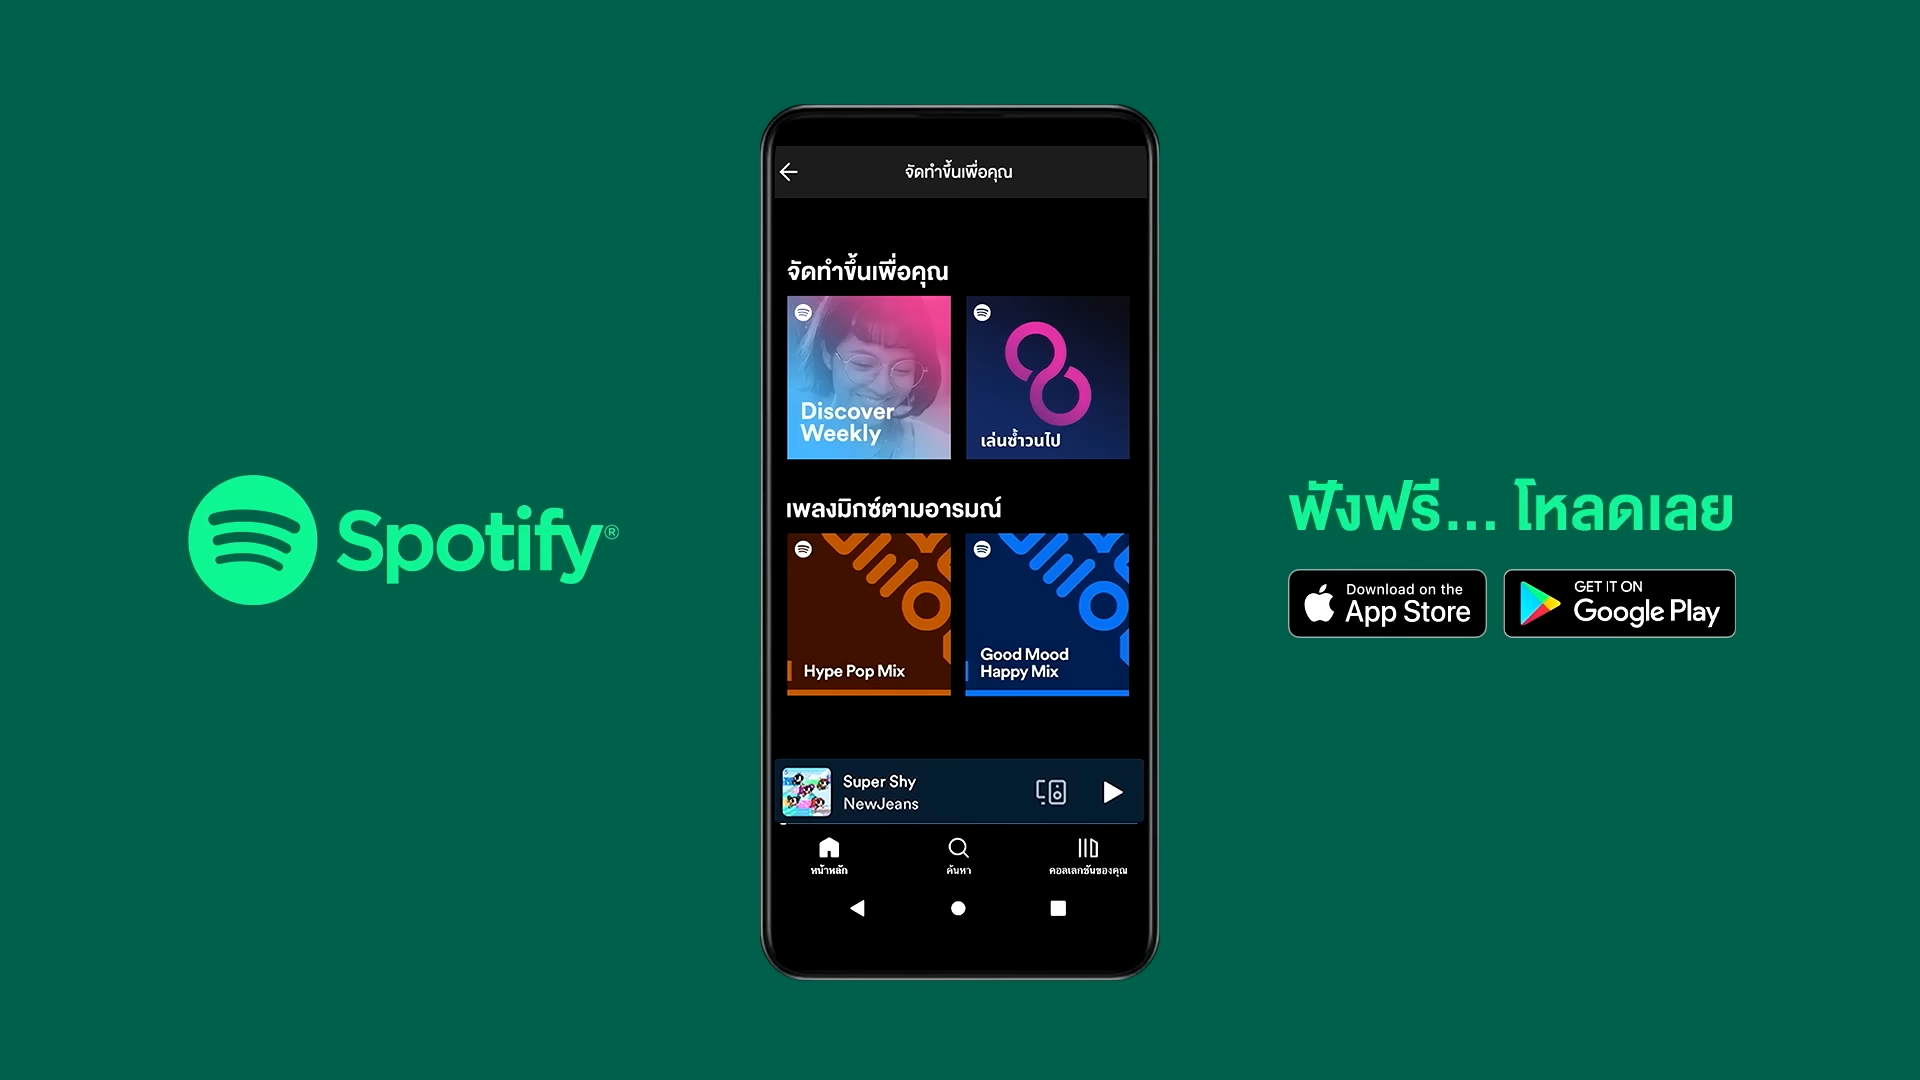 Spotify®
จัดทำขึ้นเพื่อคุณ
จัดทำขึ้นเพื่อคุณ
Discover
Weekly
เล่นซ้ำวนไป
เพลงมิกซ์ตามอารมณ์
Hype Pop Mix
Good Mood
Happy Mix
Super Shy
NewJeans
หน้าหลัก
ค้นหา
คอลเลกชันของคุณ
ฟังฟรี... โหลดเลย
Download on the
App Store
GET IT ON
Google Play